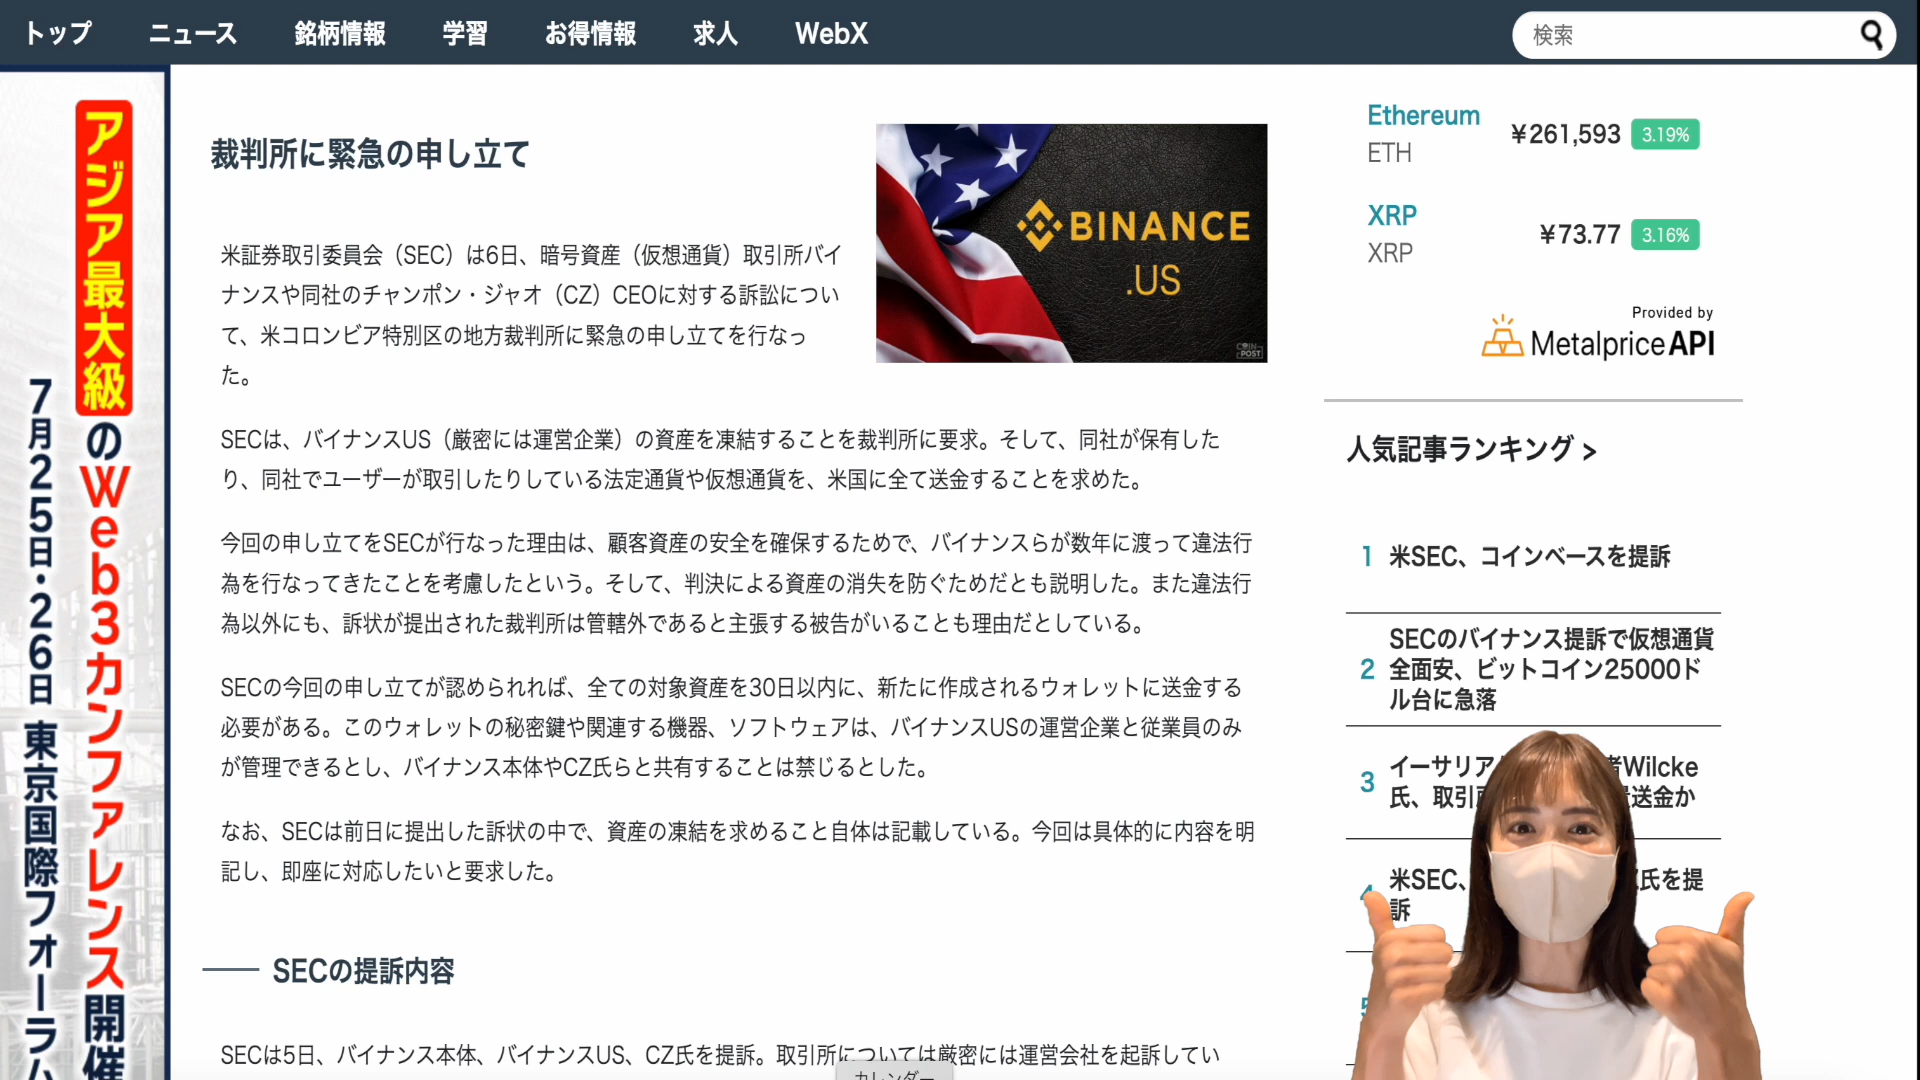 トップ
ニュース
銘柄情報
学習
お得情報
求人
WebX
検索
アジア最大級のWeb3カンファレンス開催
7月25日・26日 東京国際フォーラム
裁判所に緊急の申し立て
米証券取引委員会（SEC）は6日、暗号資産（仮想通貨）取引所バイ
ナンスや同社のチャンポン・ジャオ（CZ）CEOに対する訴訟につい
て、米コロンビア特別区の地方裁判所に緊急の申し立てを行なっ
た。
BINANCE
.US
COIN
POST
SECは、バイナンスUS（厳密には運営企業）の資産を凍結することを裁判所に要求。そして、同社が保有した
り、同社でユーザーが取引したりしている法定通貨や仮想通貨を、米国に全て送金することを求めた。
今回の申し立てをSECが行なった理由は、顧客資産の安全を確保するためで、バイナンスらが数年に渡って違法行
為を行なってきたことを考慮したという。そして、判決による資産の消失を防ぐためだとも説明した。また違法行
為以外にも、訴状が提出された裁判所は管轄外であると主張する被告がいることも理由だとしている。
SECの今回の申し立てが認められれば、全ての対象資産を30日以内に、新たに作成されるウォレットに送金する
必要がある。このウォレットの秘密鍵や関連する機器、ソフトウェアは、バイナンスUSの運営企業と従業員のみ
が管理できるとし、バイナンス本体やCZ氏らと共有することは禁じるとした。
なお、SECは前日に提出した訴状の中で、資産の凍結を求めること自体は記載している。今回は具体的に内容を明
記し、即座に対応したいと要求した。
SECの提訴内容
SECは5日、バイナンス本体、バイナンスUS、CZ氏を提訴。取引所については厳密には運営会社を起訴してい
カレンダー
Ethereum
ETH
¥261,593 3.19%
XRP
XRP
¥73.77 3.16%
Provided by
MetalpriceAPI
人気記事ランキング >
1 米SEC、コインベースを提訴
SECのバイナンス提訴で仮想通貨
2 全面安、ビットコイン25000ド
ル台に急落
イーサリア 者Wilcke
3 氏、取引 送金か
4 米SEC、 氏を提
訴
5